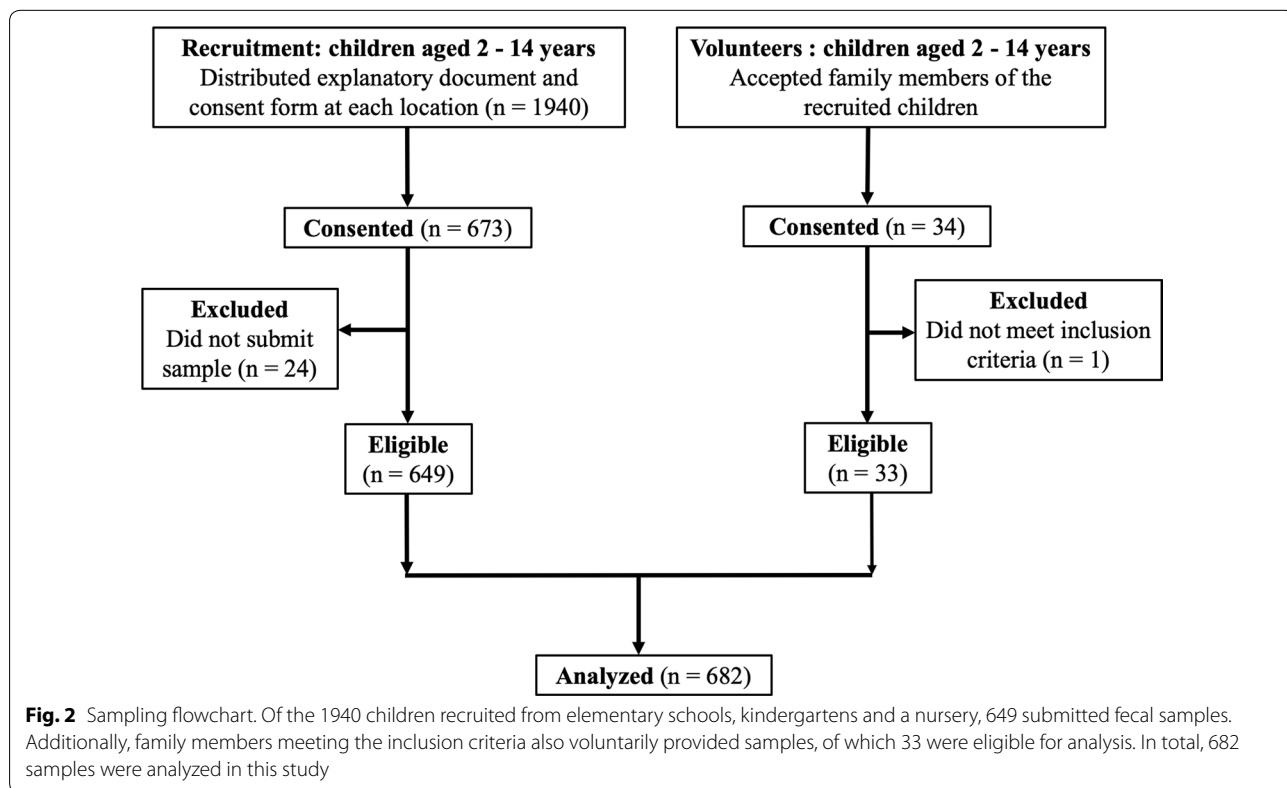 Recruitment: children aged 2 - 14 years
Distributed explanatory document and
consent form at each location (n = 1940)
Volunteers : children aged 2 - 14 years
Accepted family members of the
recruited children
Consented (n = 673)
Consented (n = 34)
Excluded
Did not submit
sample (n = 24)
Excluded
Did not meet inclusion
criteria (n = 1)
Eligible
(n = 649)
Eligible
(n = 33)
Analyzed (n = 682)
Fig. 2 Sampling flowchart. Of the 1940 children recruited from elementary schools, kindergartens and a nursery, 649 submitted fecal samples.
Additionally, family members meeting the inclusion criteria also voluntarily provided samples, of which 33 were eligible for analysis. In total, 682
samples were analyzed in this study